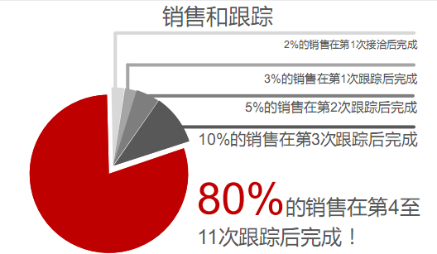 销售和跟踪
2%的销售在第1次接洽后完成
3%的销售在第1次跟踪后完成
5%的销售在第2次跟踪后完成
10%的销售在第3次跟踪后完成
80%的销售在第4至
11次跟踪后完成！